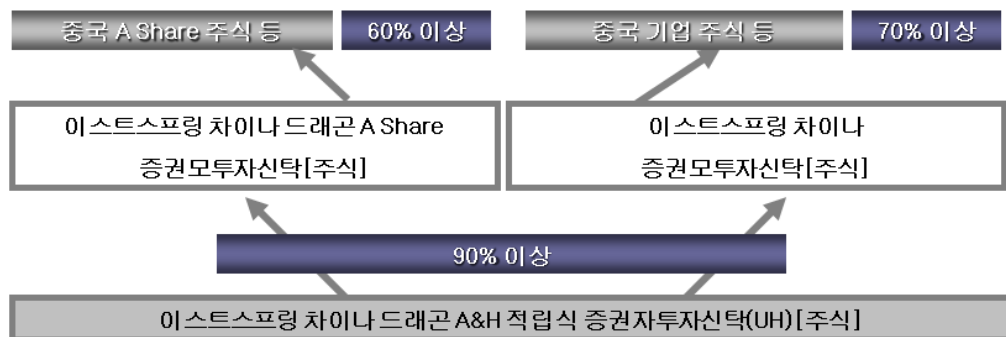 중국 A Share 주식 등 60% 이상 중국 기업 주식 등 70% 이상
이스트스프링 차이나 드래곤 A Share
증권모투자신탁[주식]
이스트스프링 차이나
증권모투자신탁[주식]
90% 이상
이스트스프링 차이나 드래곤 A&H 적립식 증권자투자신탁(UH)[주식]